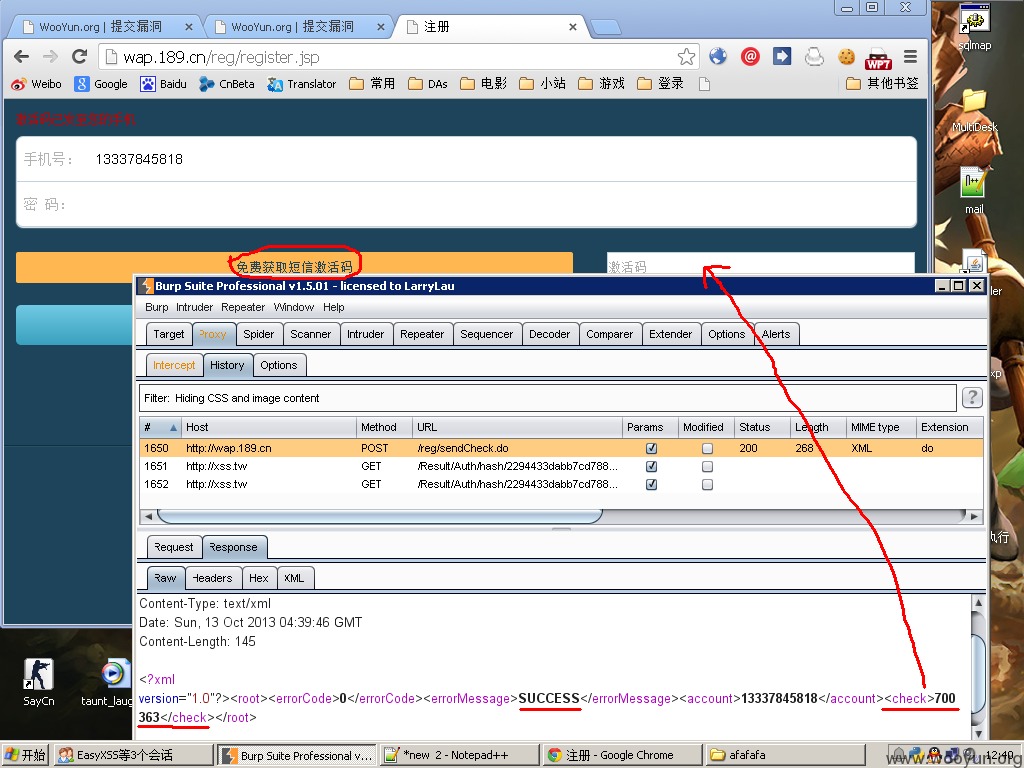 WooYun.org | 提交漏洞
WooYun.org | 提交漏洞
注册
wap.189.cn/reg/register.jsp
Weibo
Google
Baidu
CnBeta
Translator
常用
DAs
电影
小站
游戏
登录
其他书签
sqlmap
MultiDesk
mail
激活码已发至您的手机
手机号：
13337845818
密 码：
免费获取短信激活码
激活码
Burp Suite Professional v1.5.01 - licensed to LarryLau
Burp Intruder Repeater Window Help
Target Proxy Spider Scanner Intruder Repeater Sequencer Decoder Comparer Extender Options Alerts
Intercept History Options
Filter: Hiding CSS and image content
?
# Host Method URL Params Modified Status Length MIME type Extension
1650 http://wap.189.cn POST /reg/sendCheck.do 200 268 XML do
1651 http://xss.tw GET /Result/Auth/hash/2294433dabb7cd788...
1652 http://xss.tw GET /Result/Auth/hash/2294433dabb7cd788...
Request Response
Raw Headers Hex XML
Content-Type: text/xml
Date: Sun, 13 Oct 2013 04:39:46 GMT
Content-Length: 145
<?xml
version="1.0"?><root><errorCode>0</errorCode><errorMessage>SUCCESS</errorMessage><account>13337845818</account><check>700
363</check></root>
执行
SayCn
taunt_laug
开始
EasyXSS等3个会话
Burp Suite Professional v...
*new 2 - Notepad++
注册 - Google Chrome
afafafa
12:40
www.wooyun.org